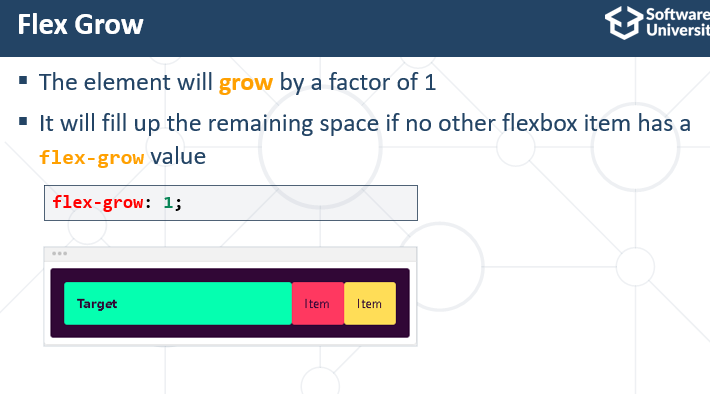 Flex Grow
Software
Universit
▪ The element will grow by a factor of 1
▪ It will fill up the remaining space if no other flexbox item has a
flex-grow value
flex-grow: 1;
Target Item Item